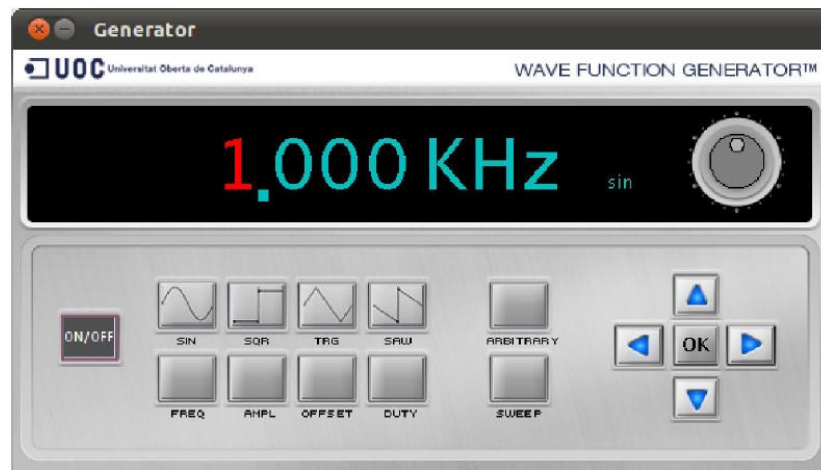 Generator
UOC Universitat Oberta de Catalunya
WAVE FUNCTION GENERATOR™
1.000 KHz
sin
ON/OFF
SIN
SQR
TRG
SAW
ARBITRARY
OK
FREQ
AMPL
OFFSET
DUTY
SWEEP